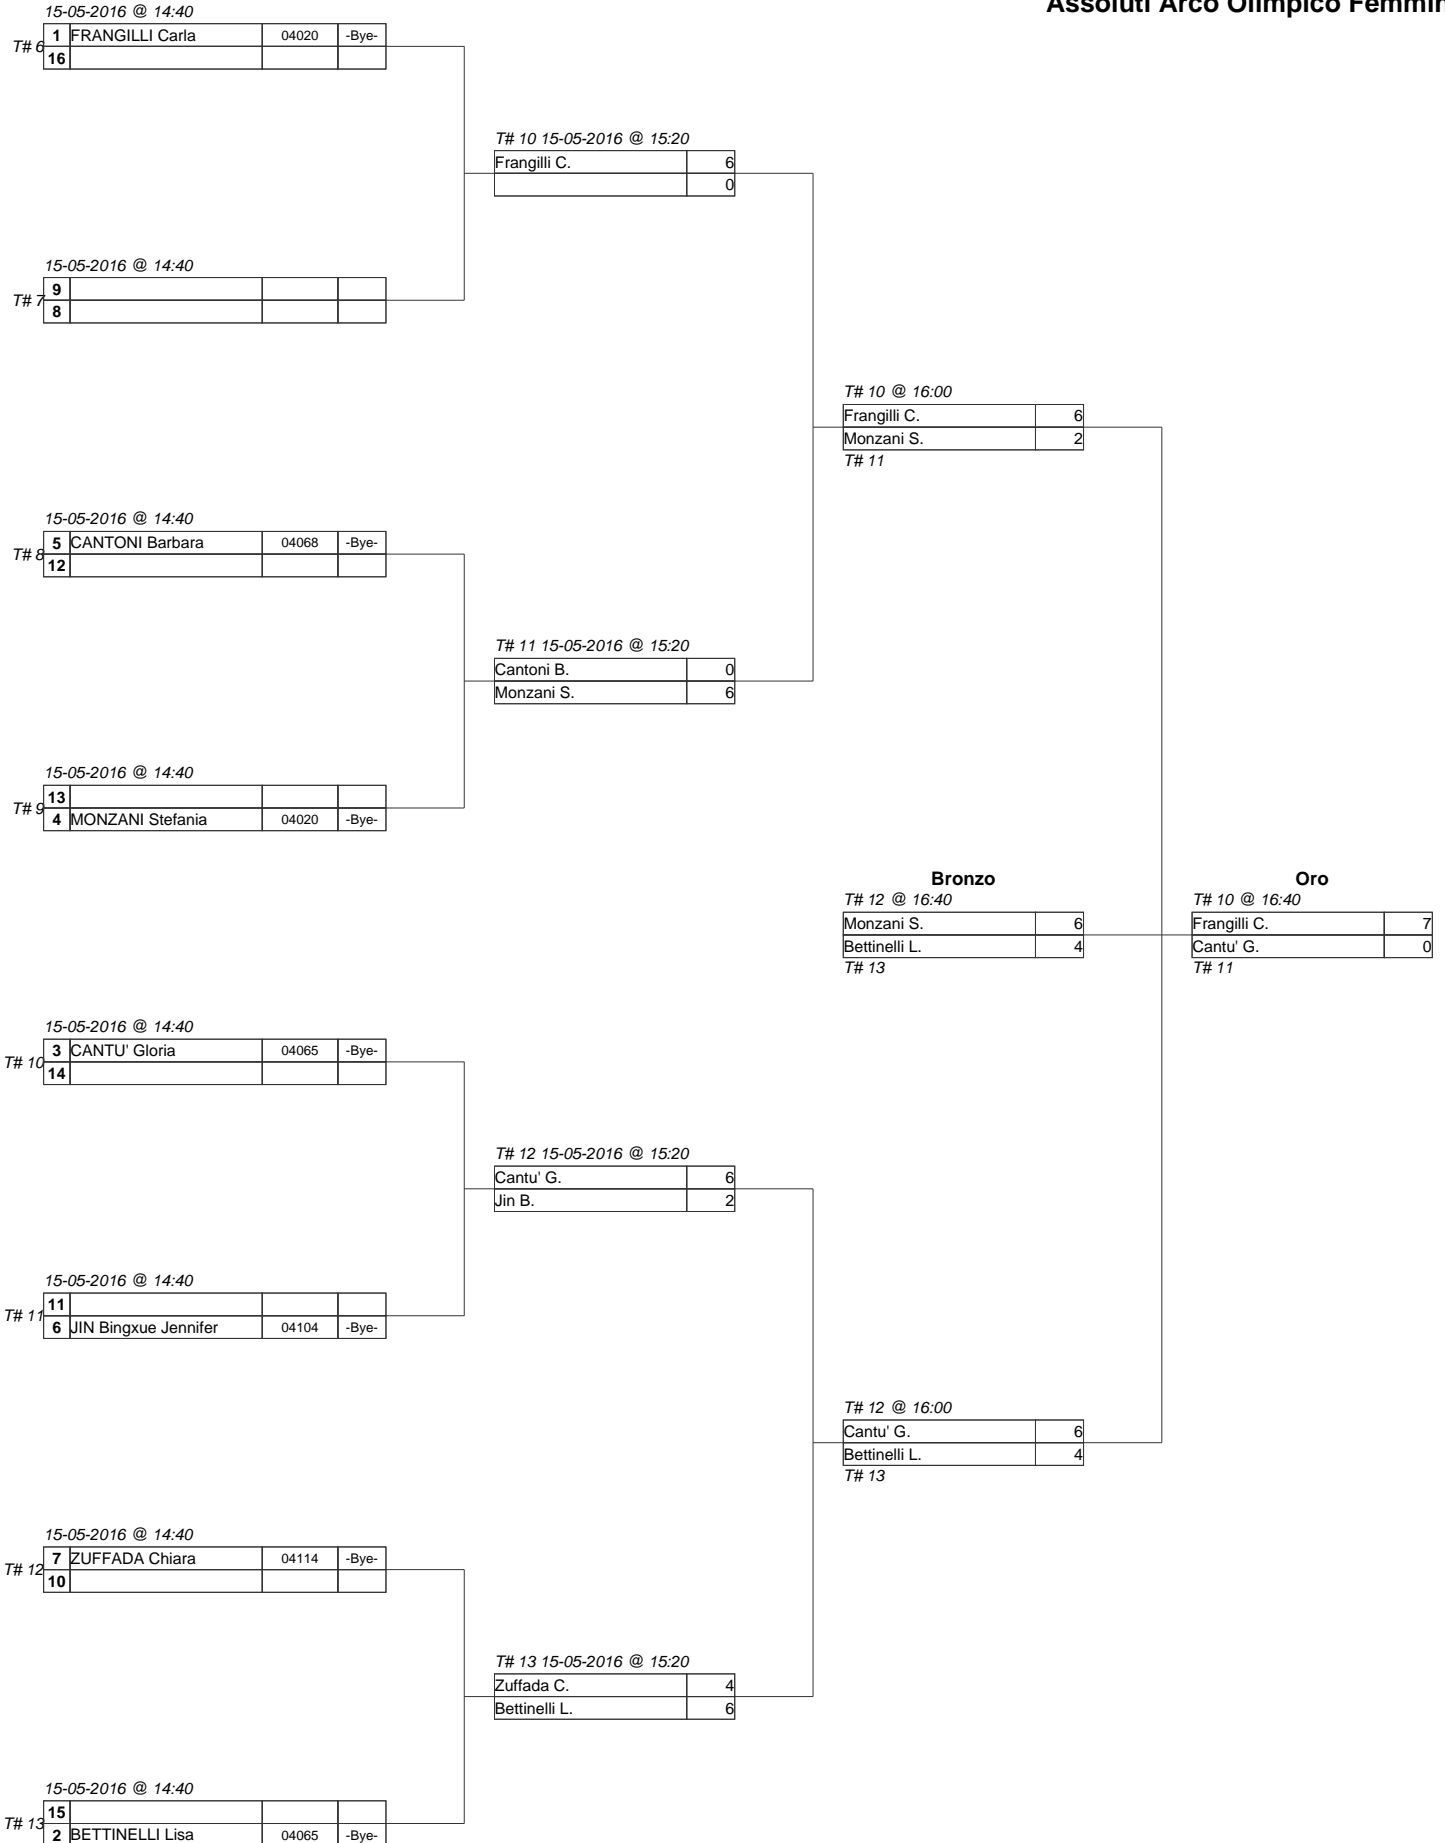 Assoluti Arco Olimpico Femmin
15-05-2016 @ 14:40
T# 6
1 FRANGILLI Carla 04020 -Bye-
16
T# 10 15-05-2016 @ 15:20
Frangilli C. 6
0
15-05-2016 @ 14:40
T# 7
9
8
T# 10 @ 16:00
Frangilli C. 6
Monzani S. 2
T# 11
15-05-2016 @ 14:40
T# 8
5 CANTONI Barbara 04068 -Bye-
12
T# 11 15-05-2016 @ 15:20
Cantoni B. 0
Monzani S. 6
15-05-2016 @ 14:40
T# 9
13
4 MONZANI Stefania 04020 -Bye-
Bronzo
T# 12 @ 16:40
Monzani S. 6
Bettinelli L. 4
T# 13
Oro
T# 10 @ 16:40
Frangilli C. 7
Cantu' G. 0
T# 11
15-05-2016 @ 14:40
T# 10
3 CANTU' Gloria 04065 -Bye-
14
T# 12 15-05-2016 @ 15:20
Cantu' G. 6
Jin B. 2
15-05-2016 @ 14:40
T# 11
11
6 JIN Bingxue Jennifer 04104 -Bye-
T# 12 @ 16:00
Cantu' G. 6
Bettinelli L. 4
T# 13
15-05-2016 @ 14:40
T# 12
7 ZUFFADA Chiara 04114 -Bye-
10
T# 13 15-05-2016 @ 15:20
Zuffada C. 4
Bettinelli L. 6
15-05-2016 @ 14:40
T# 13
15
2 BETTINELLI Lisa 04065 -Bye-